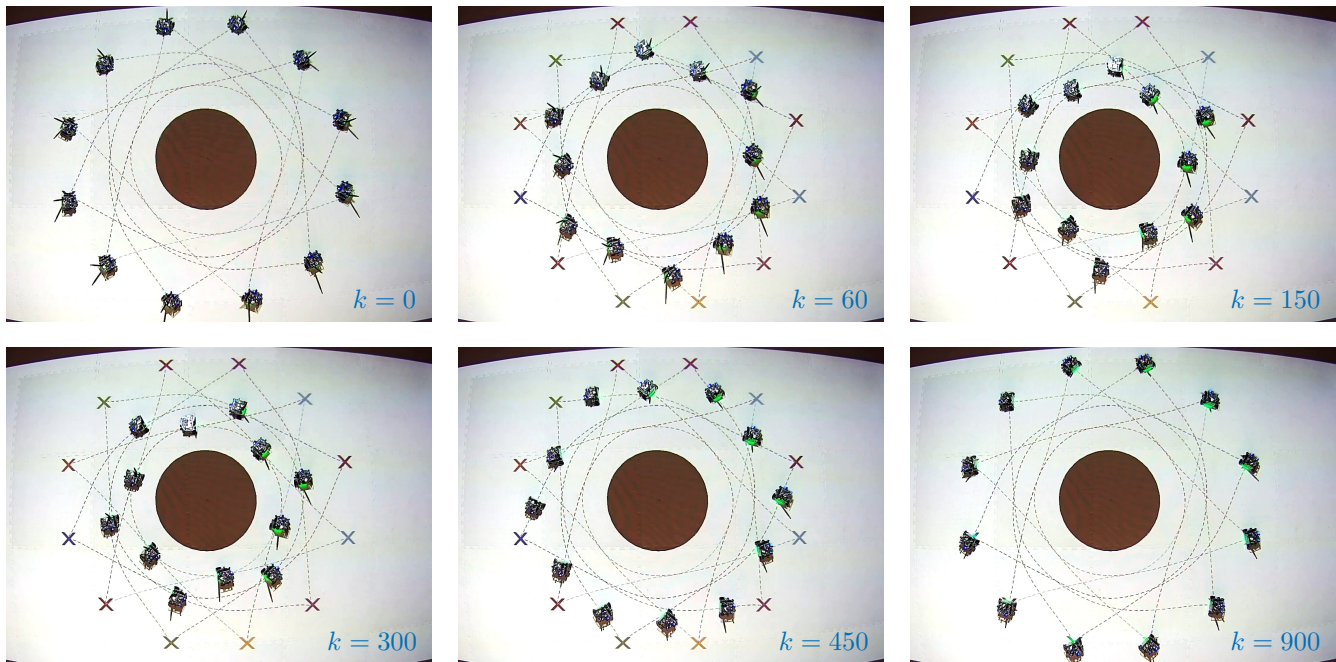 k = 0
k = 60
k = 150
k = 300
k = 450
k = 900